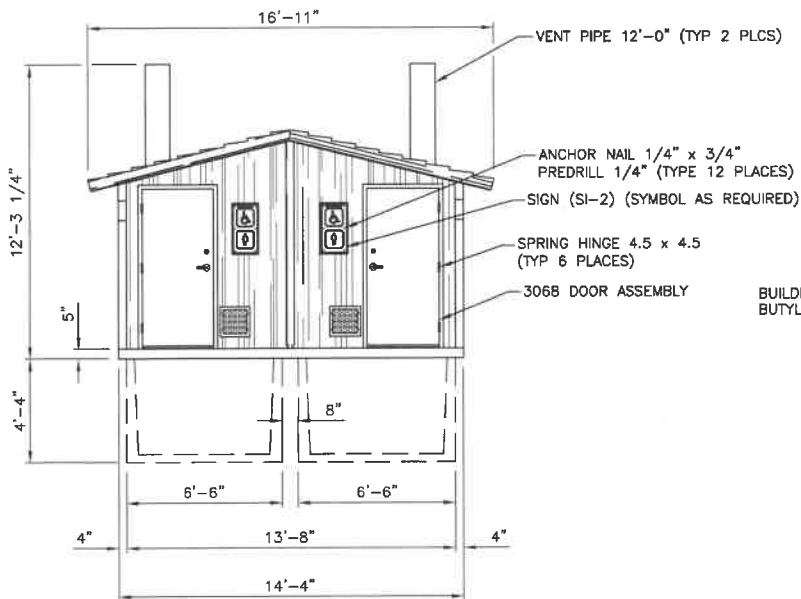 16'-11"
VENT PIPE 12'-0" (TYP 2 PLCS)
ANCHOR NAIL 1/4" x 3/4"
PREDRILL 1/4" (TYPE 12 PLACES)
SIGN (SI-2) (SYMBOL AS REQUIRED)
12'-3 1/4"
SPRING HINGE 4.5 x 4.5
(TYP 6 PLACES)
3068 DOOR ASSEMBLY
BUILDI
BUTYL
5"
4'-4"
8"
6'-6"
6'-6"
4"
13'-8"
4"
14'-4"